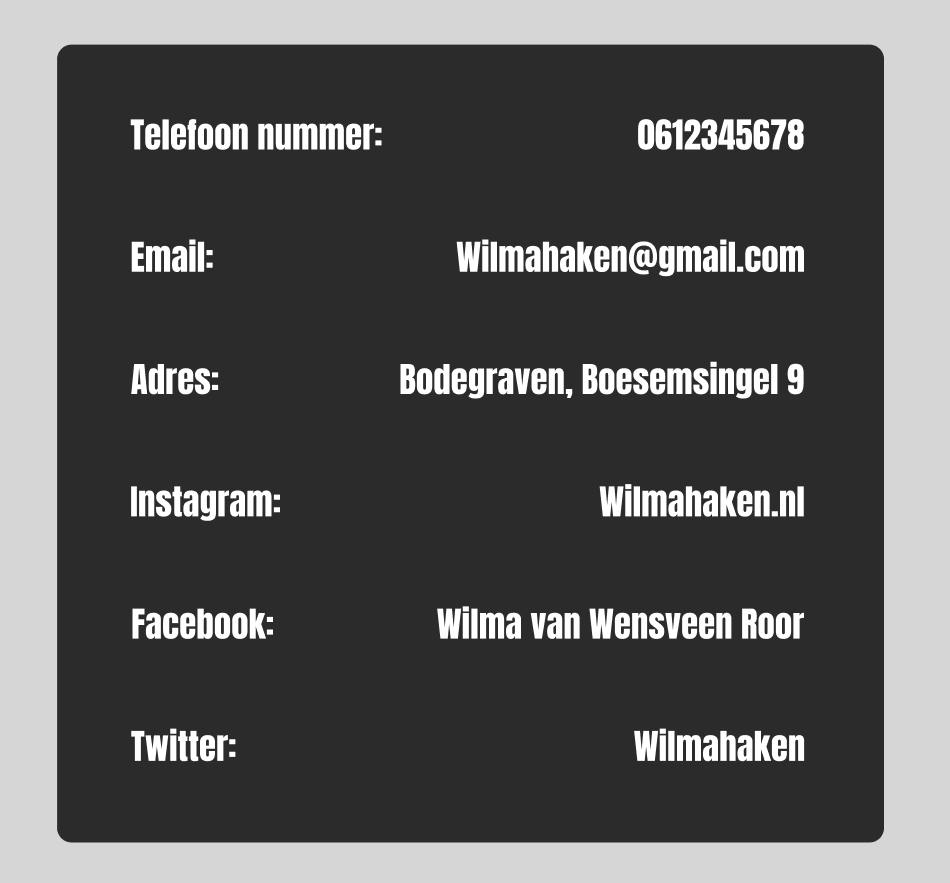 Telefoon nummer: 0612345678
Email: Wilmahaken@gmail.com
Adres: Bodegraven, Boesemsingel 9
Instagram: Wilmahaken.nl
Facebook: Wilma van Wensveen Roor
Twitter: Wilmahaken